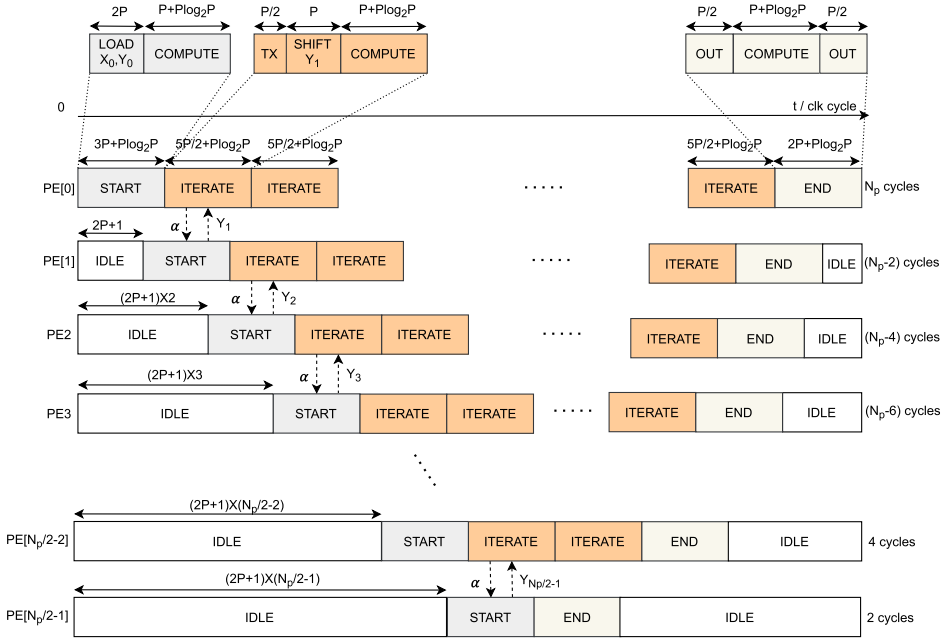 2P P+Plog2P P/2 P P+Plog2P P/2 P+Plog2P P/2
LOAD
X0,Y0 COMPUTE TX SHIFT
Y1 COMPUTE OUT COMPUTE OUT
0 t / clk cycle
3P+Plog2P 5P/2+Plog2P 5P/2+Plog2P 5P/2+Plog2P 2P+Plog2P
PE[0] START ITERATE ITERATE ..... ITERATE END Np cycles
α Y1
2P+1
PE[1] IDLE START ITERATE ITERATE ..... ITERATE END IDLE (Np-2) cycles
α Y2
(2P+1)X2
PE2 IDLE START ITERATE ITERATE ..... ITERATE END IDLE (Np-4) cycles
α Y3
(2P+1)X3
PE3 IDLE START ITERATE ITERATE ..... ITERATE END IDLE (Np-6) cycles
.....
(2P+1)X(Np/2-2)
PE[Np/2-2] IDLE START ITERATE ITERATE END IDLE 4 cycles
α YNp/2-1
(2P+1)X(Np/2-1)
PE[Np/2-1] IDLE START END IDLE 2 cycles